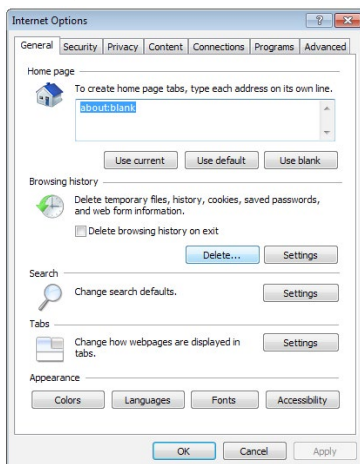 Internet Options
General Security Privacy Content Connections Programs Advanced
Home page
To create home page tabs, type each address on its own line.
about:blank
Use current Use default Use blank
Browsing history
Delete temporary files, history, cookies, saved passwords,
and web form information.
Delete browsing history on exit
Delete... Settings
Search
Change search defaults. Settings
Tabs
Change how webpages are displayed in
tabs.
Settings
Appearance
Colors Languages Fonts Accessibility
OK Cancel Apply